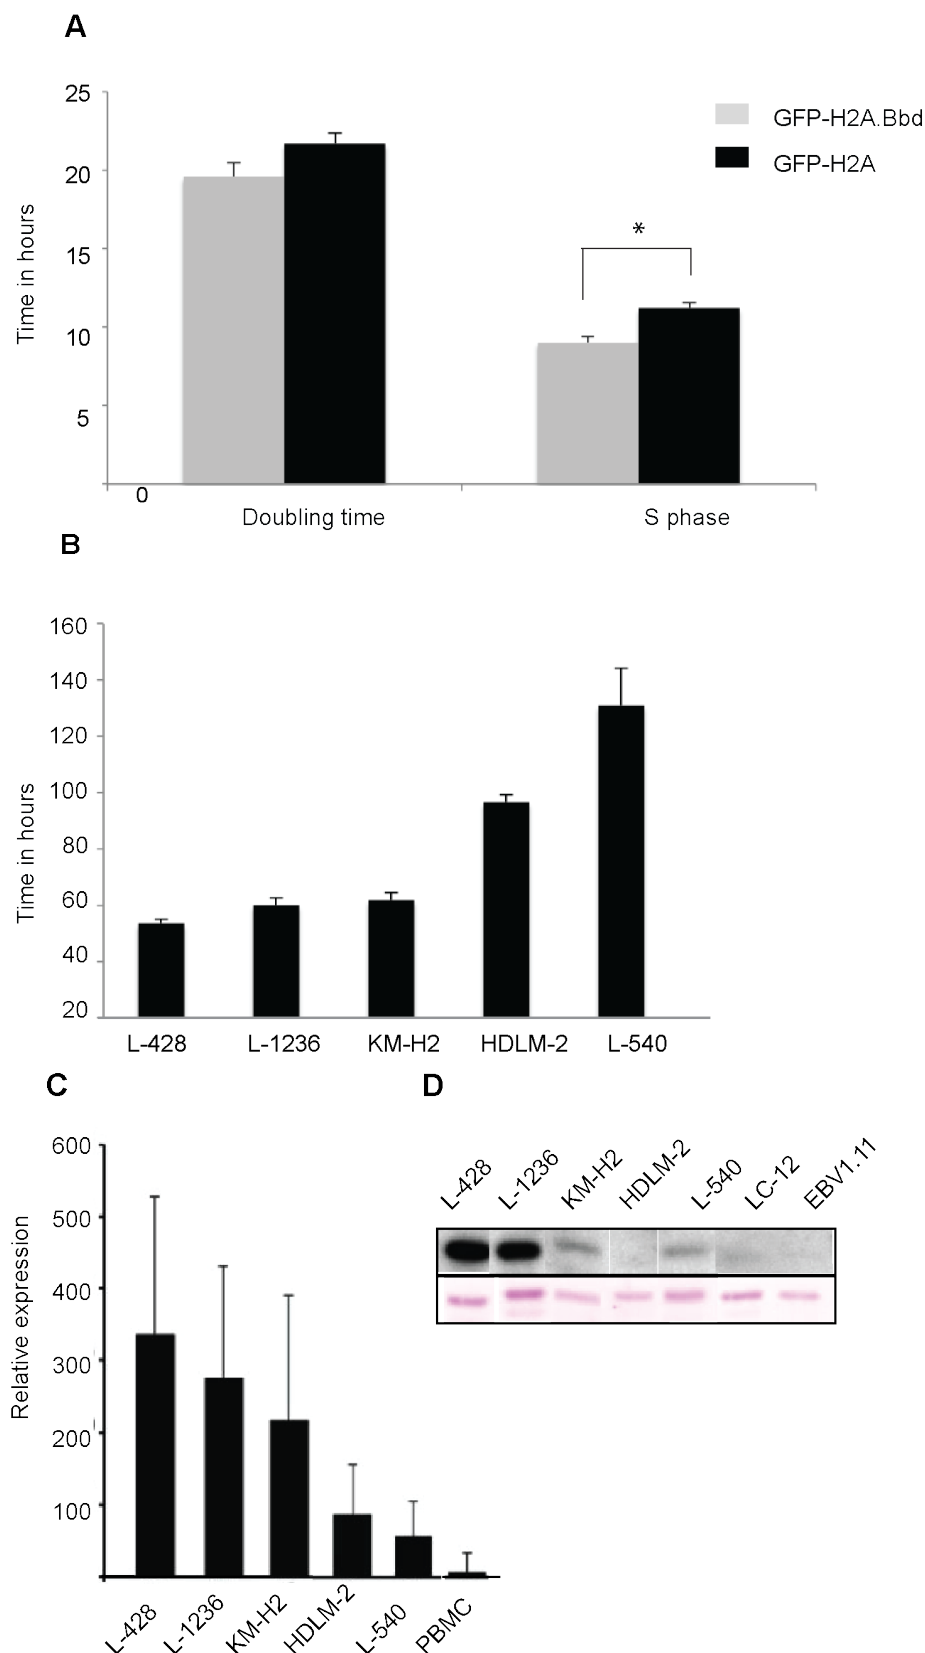 A
25
20
15
10
5
0
Time in hours
GFP-H2A.Bbd
GFP-H2A
*
Doubling time
S phase
B
160
140
120
100
80
60
40
20
Time in hours
L-428
L-1236
KM-H2
HDLM-2
L-540
C
600
500
400
300
200
100
Relative expression
L-428
L-1236
KM-H2
HDLM-2
L-540
PBMC
D
L-428
L-1236
KM-H2
HDLM-2
L-540
LC-12
EBV1.11